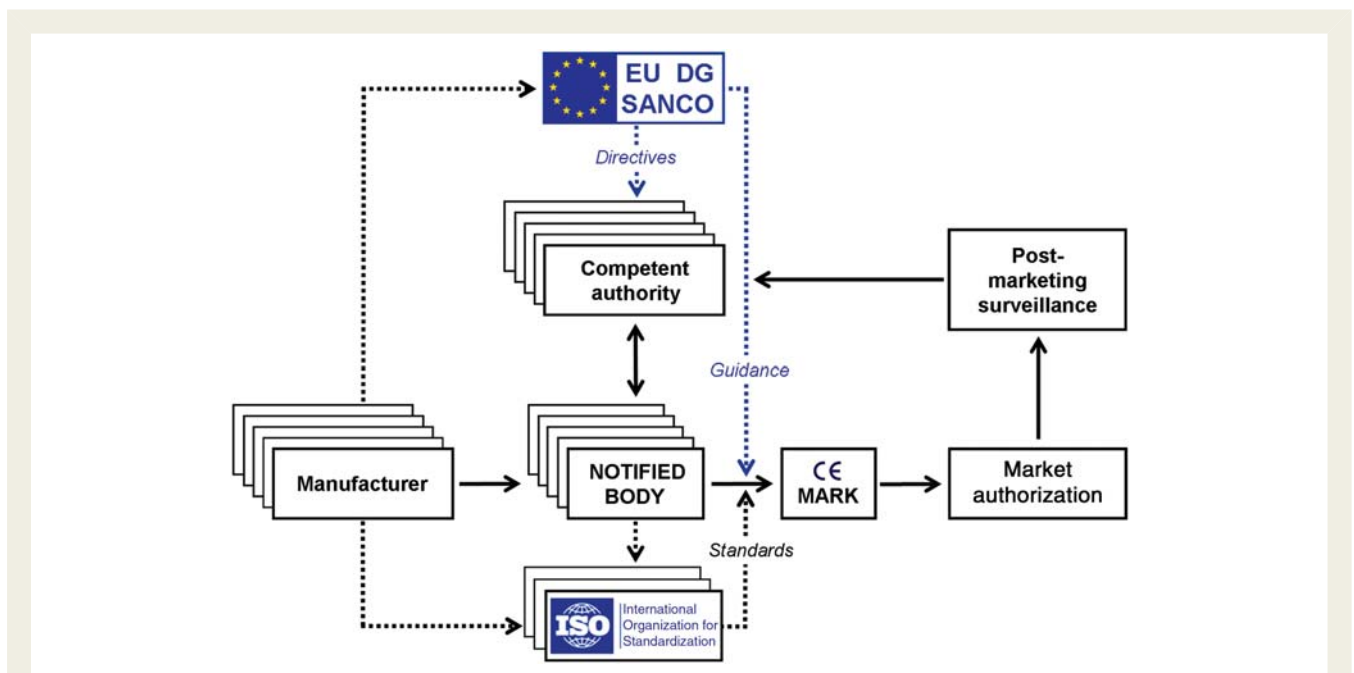 EU DG
SANCO
Directives
Competent
authority
Post-
marketing
surveillance
Guidance
Manufacturer
NOTIFIED
BODY
CE
MARK
Market
authorization
Standards
ISO
International
Organization for
Standardization